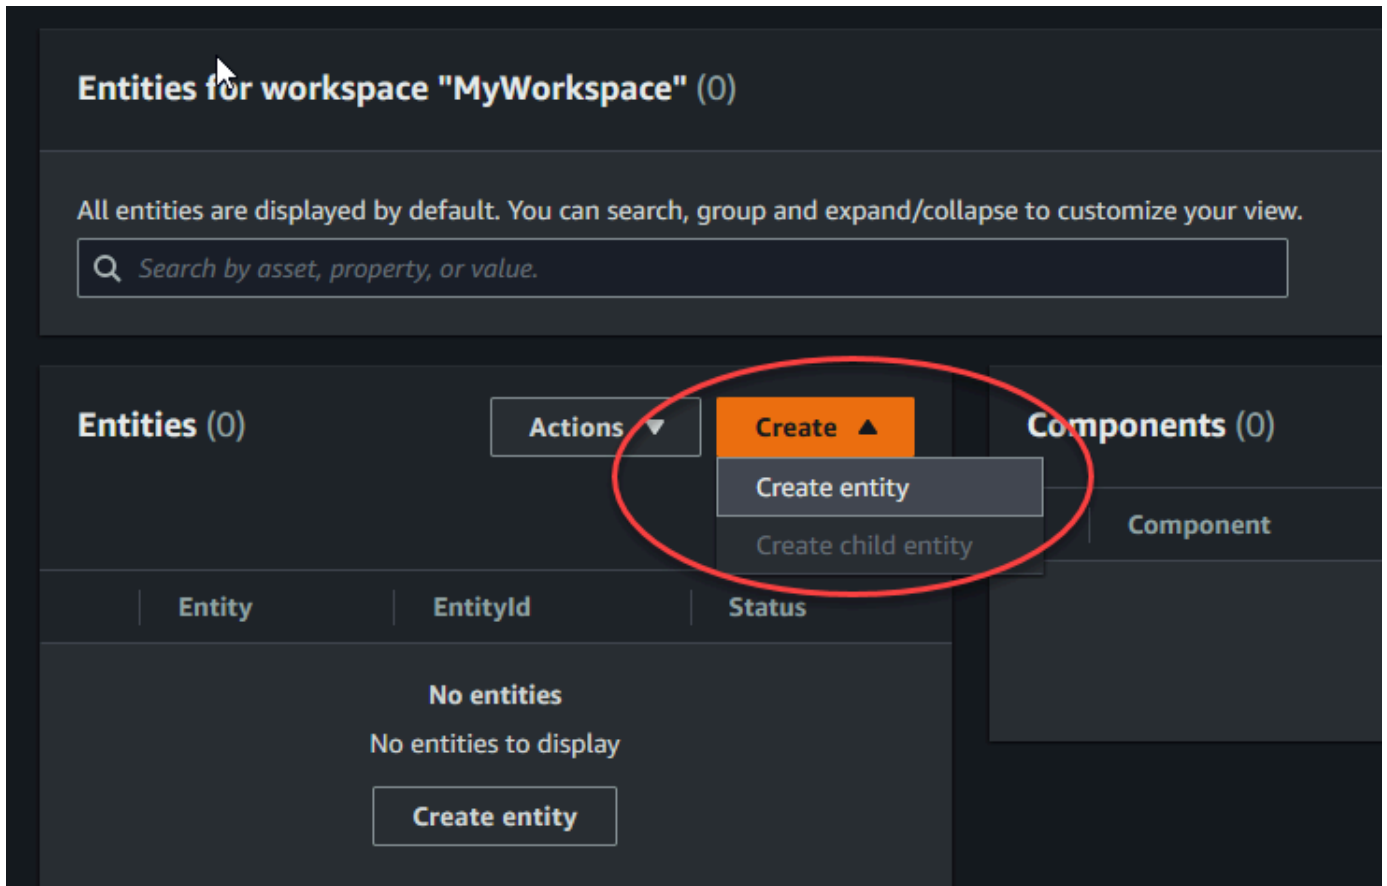 Entities for workspace "MyWorkspace" (0)
All entities are displayed by default. You can search, group and expand/collapse to customize your view.
Search by asset, property, or value.
Entities (0)
Actions
Create
Create entity
Create child entity
Components (0)
Component
Entity
EntityId
Status
No entities
No entities to display
Create entity